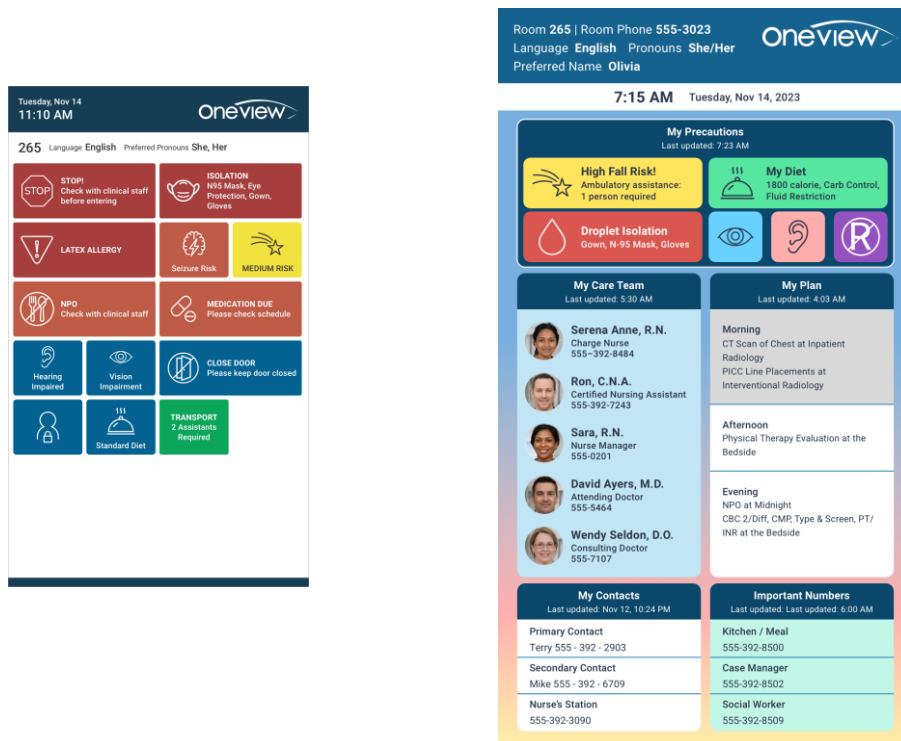 Tuesday, Nov 14
11:10 AM
Oneview
265 Language English Preferred Pronouns She, Her
STOP
STOP!
Check with clinical staff
before entering
ISOLATION
N95 Mask, Eye
Protection, Gown,
Gloves
LATEX ALLERGY
Seizure Risk
MEDIUM RISK
NPO
Check with clinical staff
MEDICATION DUE
Please check schedule
Hearing
Impaired
Vision
Impairment
CLOSE DOOR
Please keep door closed
Standard Diet
TRANSPORT
2 Assistants
Required
Room 265 | Room Phone 555-3023
Language English Pronouns She/Her
Preferred Name Olivia
Oneview
7:15 AM Tuesday, Nov 14, 2023
My Precautions
Last updated: 7:23 AM
High Fall Risk!
Ambulatory assistance:
1 person required
My Diet
1800 calorie, Carb Control,
Fluid Restriction
Droplet Isolation
Gown, N-95 Mask, Gloves
R
My Care Team
Last updated: 5:30 AM
Serena Anne, R.N.
Charge Nurse
555–392-8484
Ron, C.N.A.
Certified Nursing Assistant
555-392-7243
Sara, R.N.
Nurse Manager
555-0201
David Ayers, M.D.
Attending Doctor
555-5464
Wendy Seldon, D.O.
Consulting Doctor
555-7107
My Plan
Last updated: 4:03 AM
Morning
CT Scan of Chest at Inpatient
Radiology
PICC Line Placements at
Interventional Radiology
Afternoon
Physical Therapy Evaluation at the
Bedside
Evening
NPO at Midnight
CBC 2/Diff, CMP, Type & Screen, PT/
INR at the Bedside
My Contacts
Last updated: Nov 12, 10:24 PM
Primary Contact
Terry 555 - 392 - 2903
Secondary Contact
Mike 555 - 392 - 6709
Nurse's Station
555-392-3090
Important Numbers
Last updated: Last updated: 6:00 AM
Kitchen / Meal
555-392-8500
Case Manager
555-392-8502
Social Worker
555-392-8509